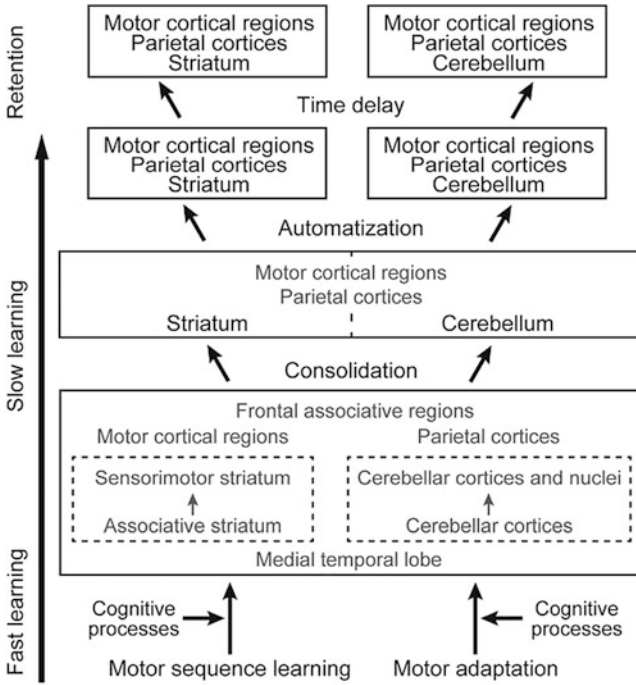 Retention
Motor cortical regions
Parietal cortices
Striatum
Motor cortical regions
Parietal cortices
Cerebellum
Time delay
Motor cortical regions
Parietal cortices
Striatum
Motor cortical regions
Parietal cortices
Cerebellum
Automatization
Slow learning
Motor cortical regions
Parietal cortices
Striatum
Cerebellum
Consolidation
Frontal associative regions
Motor cortical regions
Parietal cortices
Sensorimotor striatum
Cerebellar cortices and nuclei
Associative striatum
Cerebellar cortices
Medial temporal lobe
Fast learning
Cognitive
processes
Cognitive
processes
Motor sequence learning
Motor adaptation